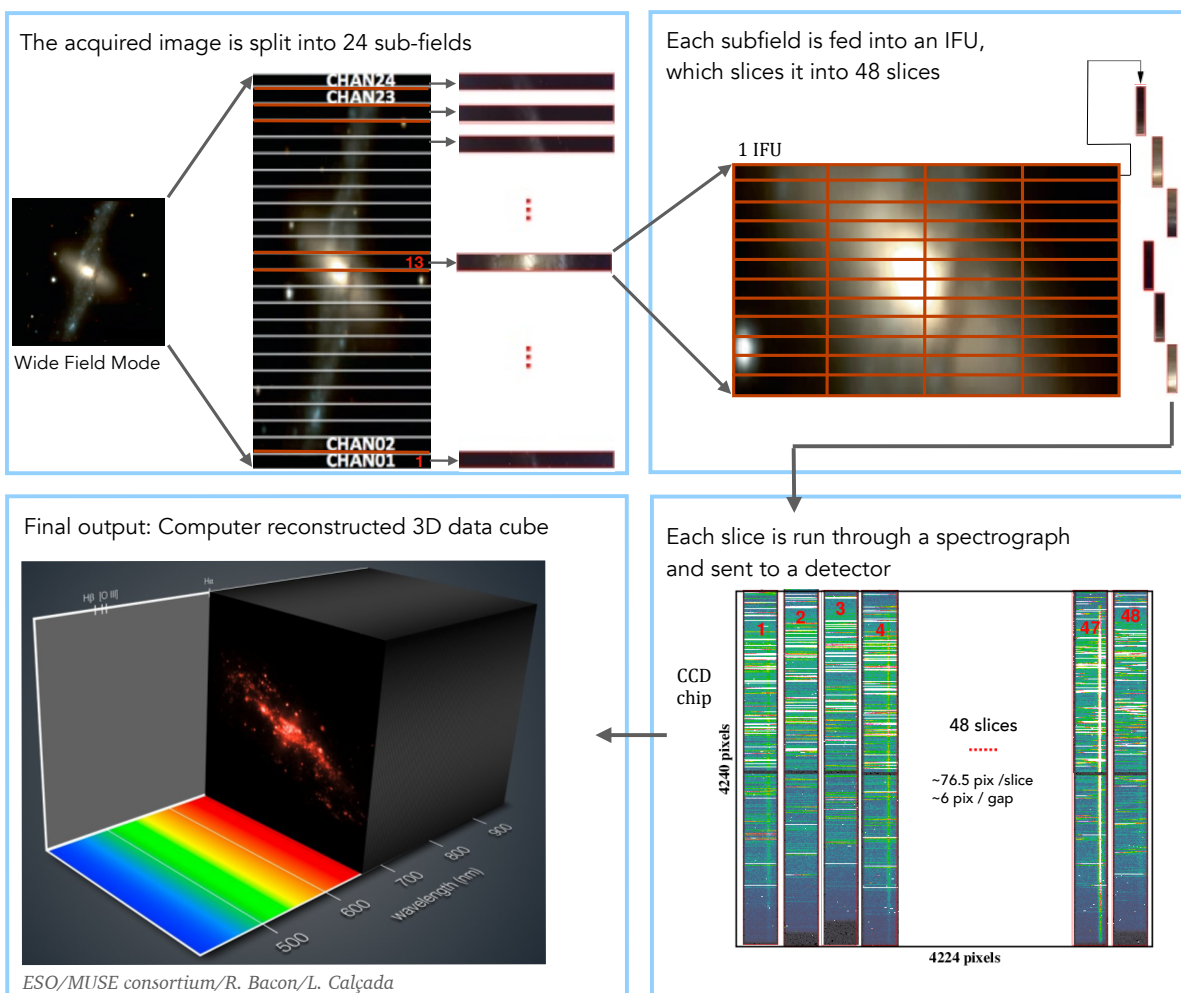 The acquired image is split into 24 sub-fields
CHAN24
CHAN23
13
CHAN02
CHAN01
1
Wide Field Mode
Each subfield is fed into an IFU,
which slices it into 48 slices
1 IFU
Each slice is run through a spectrograph
and sent to a detector
1
2
3
4
47
48
CCD
chip
4240 pixels
48 slices
......
~76.5 pix /slice
~6 pix / gap
4224 pixels
Final output: Computer reconstructed 3D data cube
Hβ [O III]
Hα
500
600
700
800
900
wavelength (nm)
ESO/MUSE consortium/R. Bacon/L. Calçada